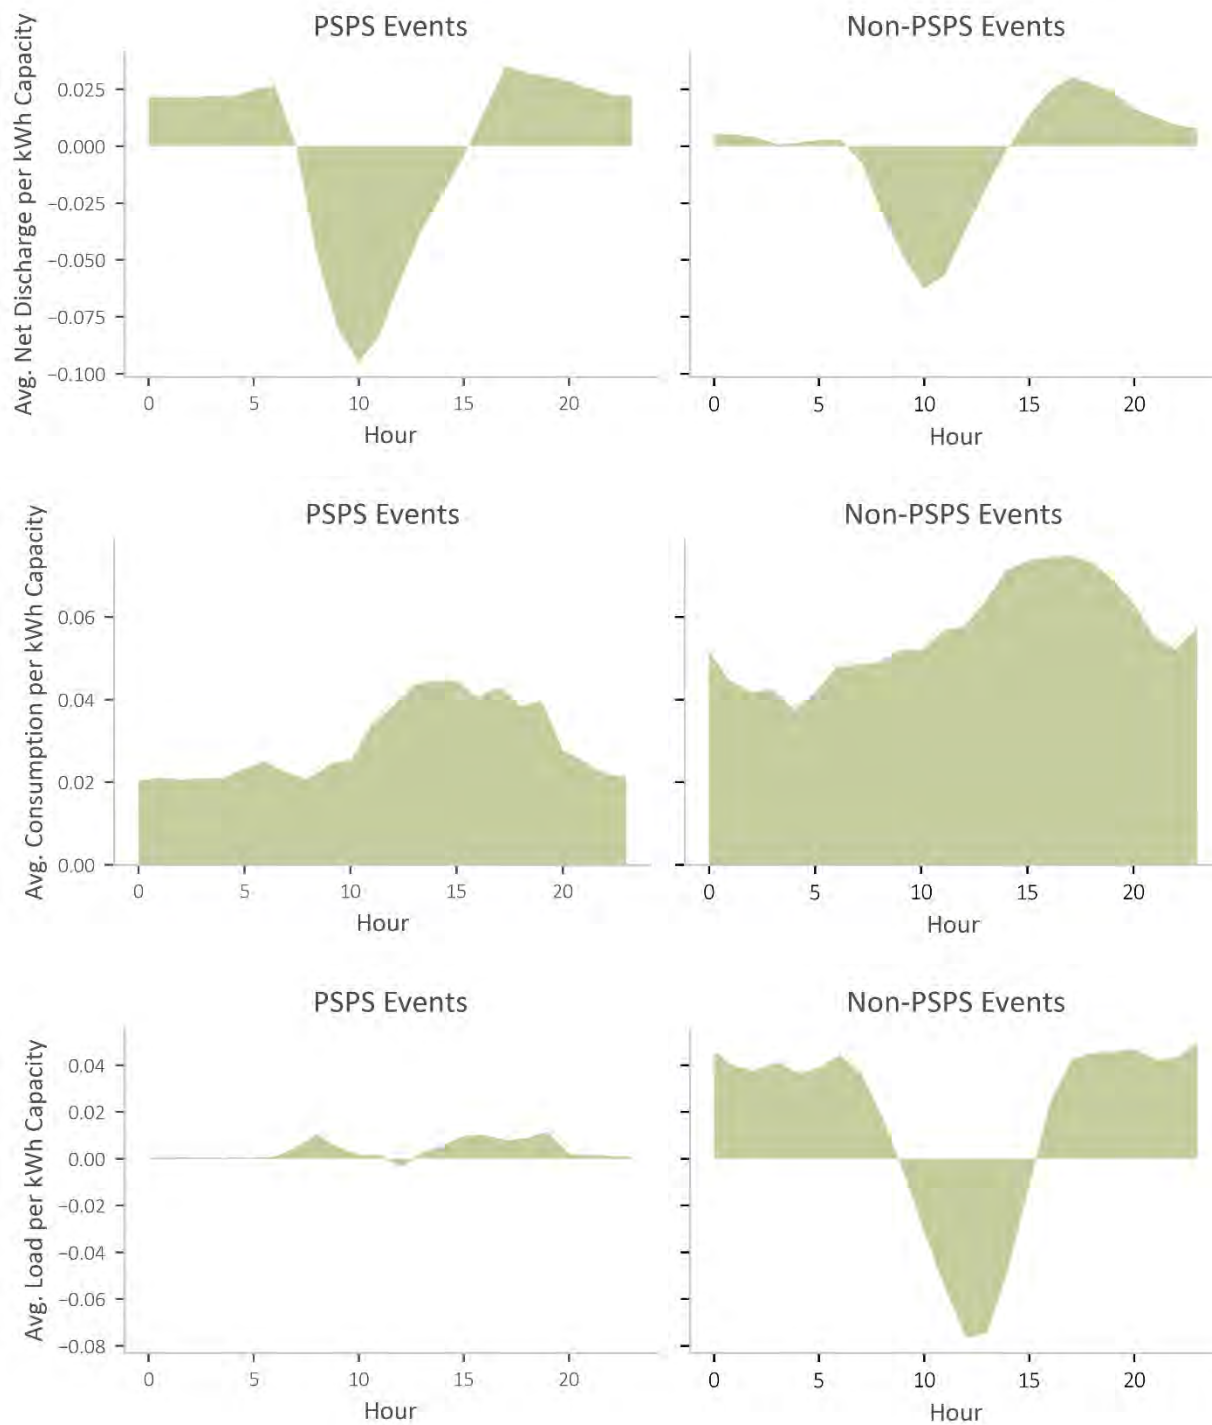 PSPS Events
Non-PSPS Events
Avg. Net Discharge per kWh Capacity
0.025
0.000
−0.025
−0.050
−0.075
−0.100
0 5 10 15 20
0 5 10 15 20
Hour
Hour
PSPS Events
Non-PSPS Events
Avg. Consumption per kWh Capacity
0.06
0.04
0.02
0.00
0 5 10 15 20
0 5 10 15 20
Hour
Hour
PSPS Events
Non-PSPS Events
Avg. Load per kWh Capacity
0.04
0.02
0.00
−0.02
−0.04
−0.06
−0.08
0 5 10 15 20
0 5 10 15 20
Hour
Hour